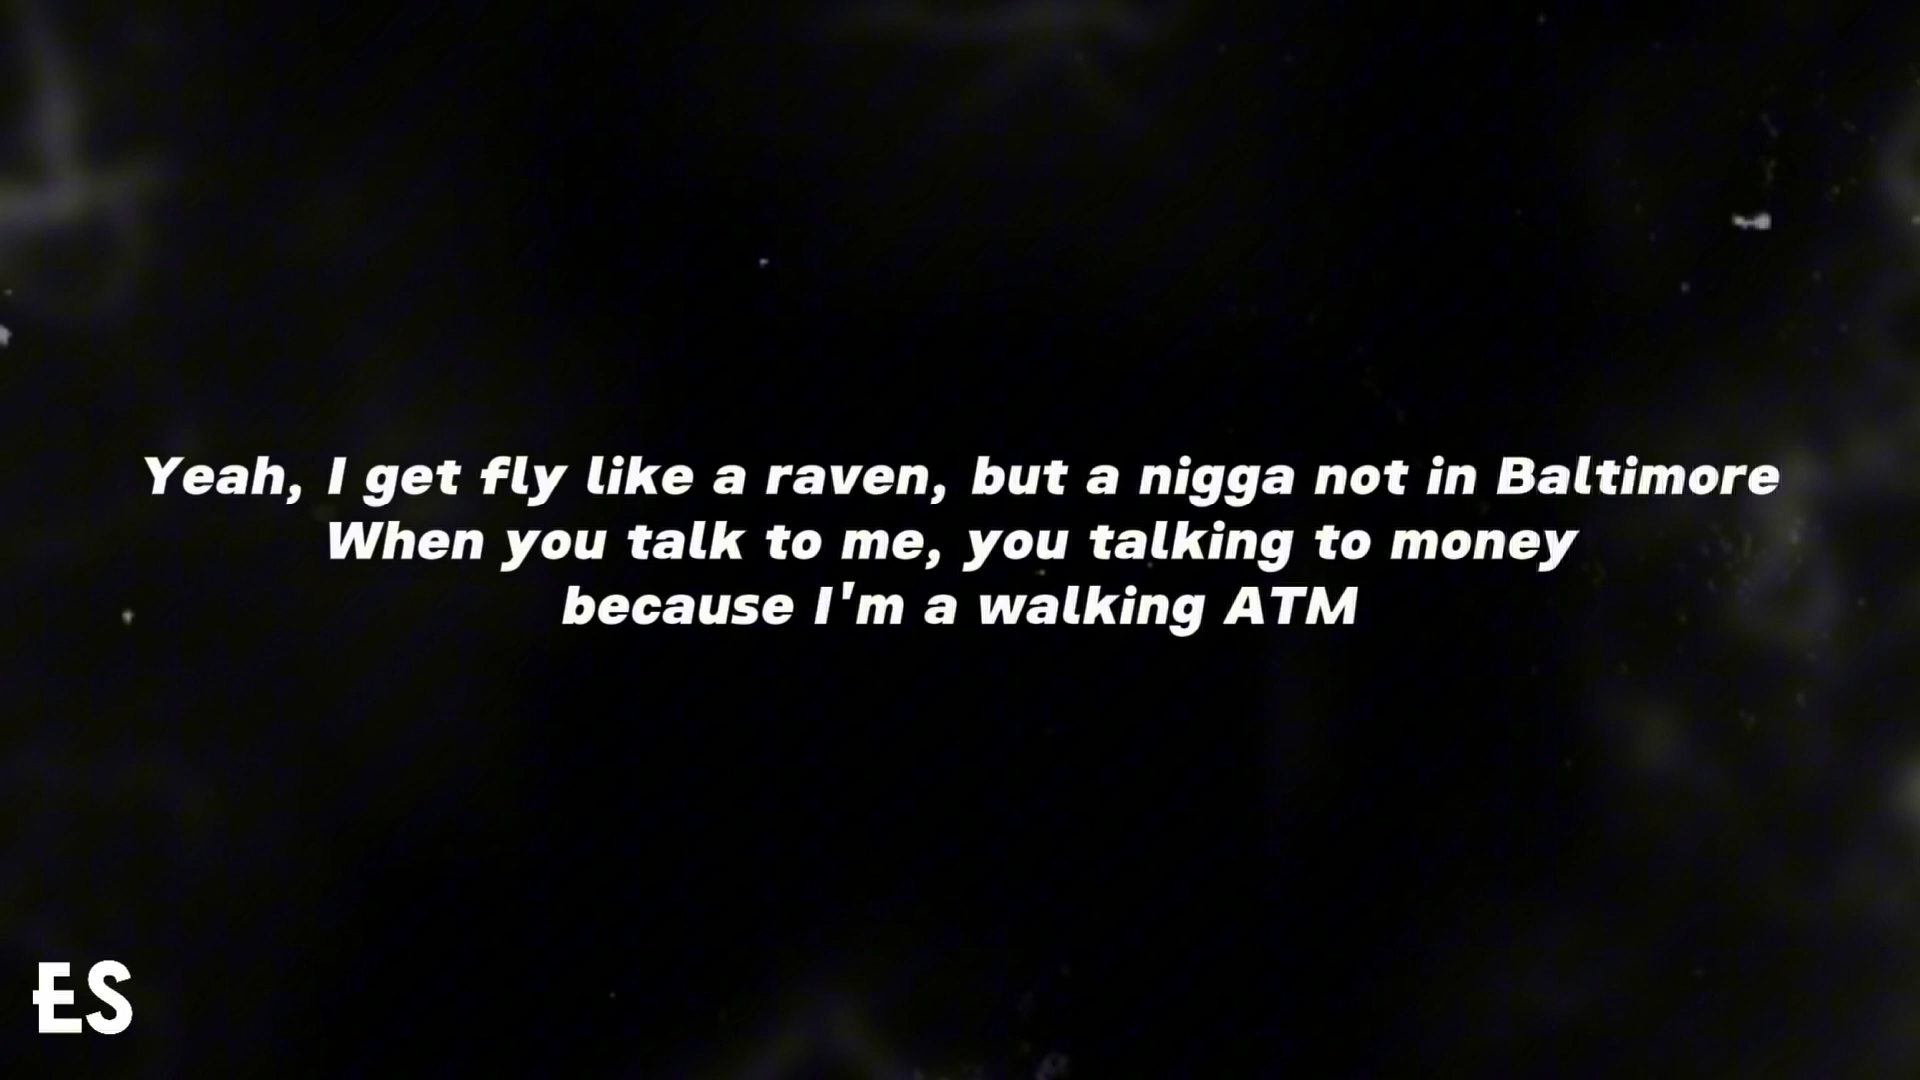 Yeah, I get fly like a raven, but a nigga not in Baltimore
When you talk to me, you talking to money
because I'm a walking ATM
ES